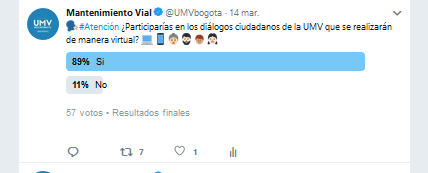 UMV
Mantenimiento Vial @UMVbogota · 14 mar.
#Atención ¿Participarías en los diálogos ciudadanos de la UMV que se realizarán
de manera virtual?
89% Si
11% No
57 votos • Resultados finales
7 1